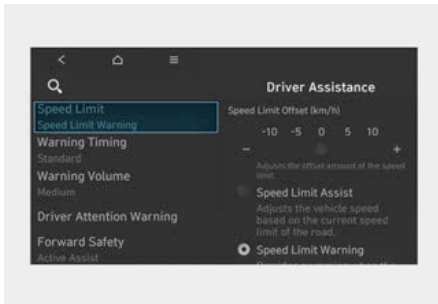 Driver Assistance
Speed Limit
Speed Limit Warning
Warning Timing
Standard
Warning Volume
Medium
Driver Attention Warning
Forward Safety
Active Assist
Speed Limit Offset (km/h)
-10 -5 0 5 10
- +
Adjusts the offset amount of the speed
limit.
Speed Limit Assist
Adjusts the vehicle speed
based on the current speed
limit of the road.
Speed Limit Warning